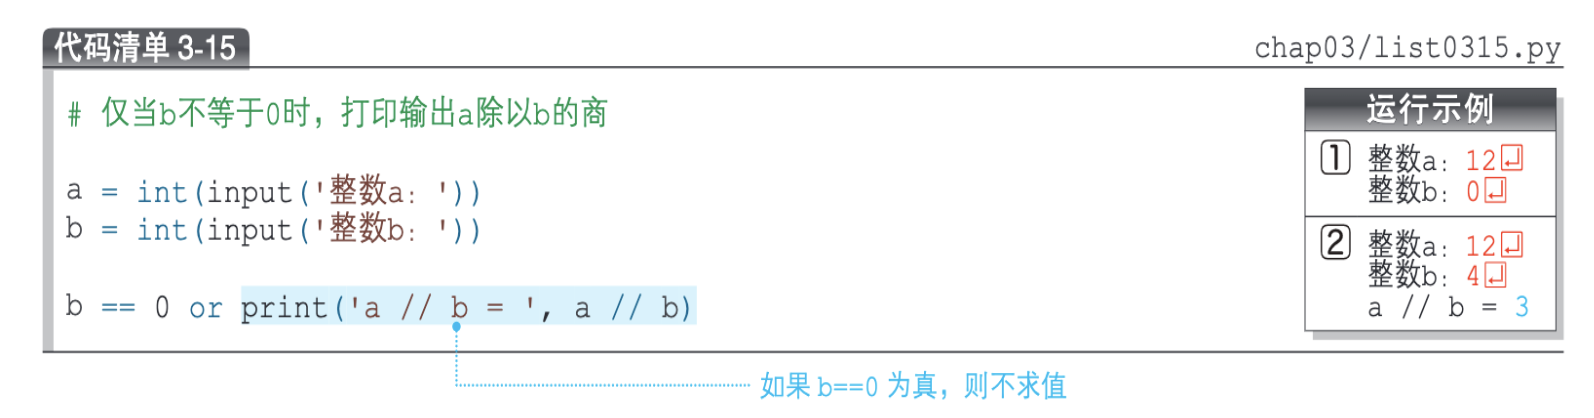 代码清单 3-15
chap03/list0315.py
# 仅当b不等于0时，打印输出a除以b的商
a = int(input('整数a: '))
b = int(input('整数b: '))
b == 0 or print('a // b = ', a // b)
如果 b==0 为真，则不求值
运行示例
1 整数a: 12
整数b: 0
2 整数a: 12
整数b: 4
a // b = 3